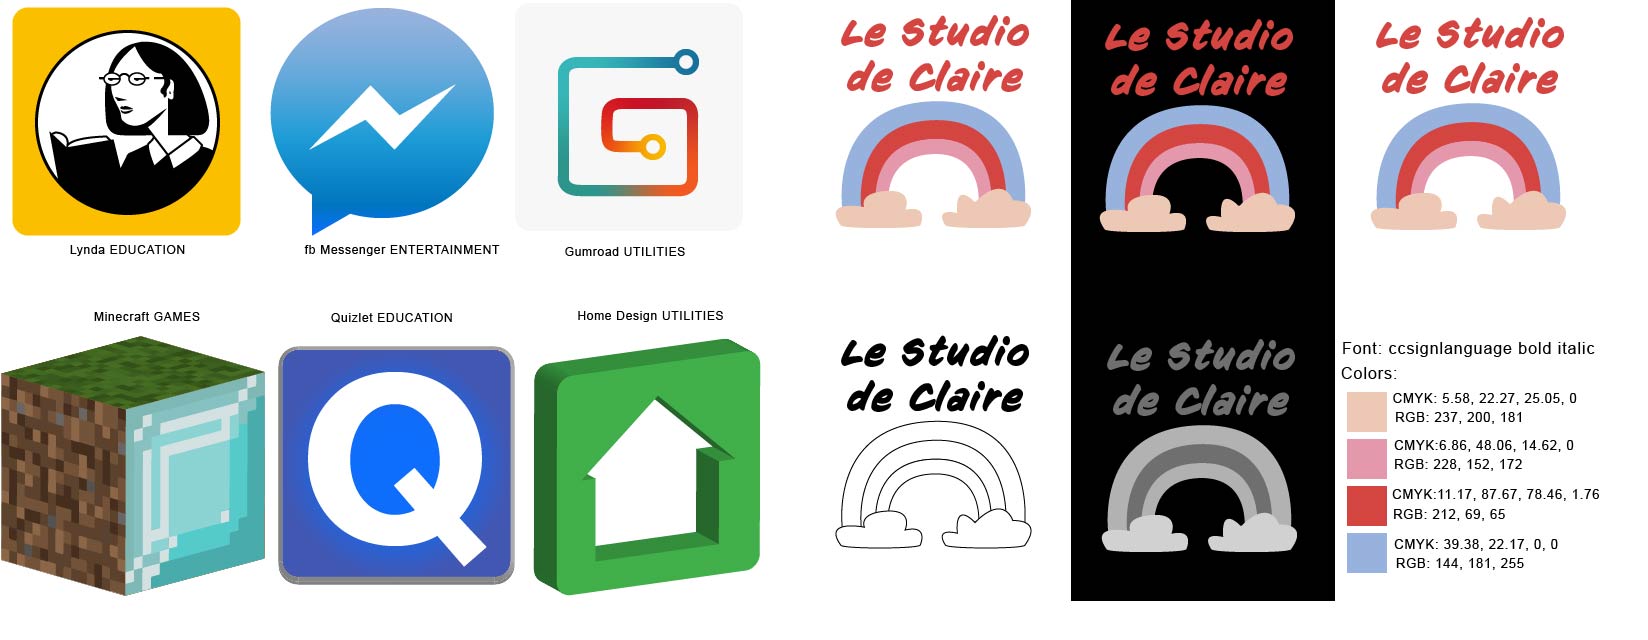 Lynda EDUCATION
fb Messenger ENTERTAINMENT
Gumroad UTILITIES
Minecraft GAMES
Quizlet EDUCATION
Home Design UTILITIES
Q
Le Studio
de Claire
Le Studio
de Claire
Le Studio
de Claire
Le Studio
de Claire
Le Studio
de Claire
Font: ccsignlanguage bold italic
Colors:
CMYK: 5.58, 22.27, 25.05, 0
RGB: 237, 200, 181
CMYK:6.86, 48.06, 14.62, 0
RGB: 228, 152, 172
CMYK:11.17, 87.67, 78.46, 1.76
RGB: 212, 69, 65
CMYK: 39.38, 22.17, 0, 0
RGB: 144, 181, 255